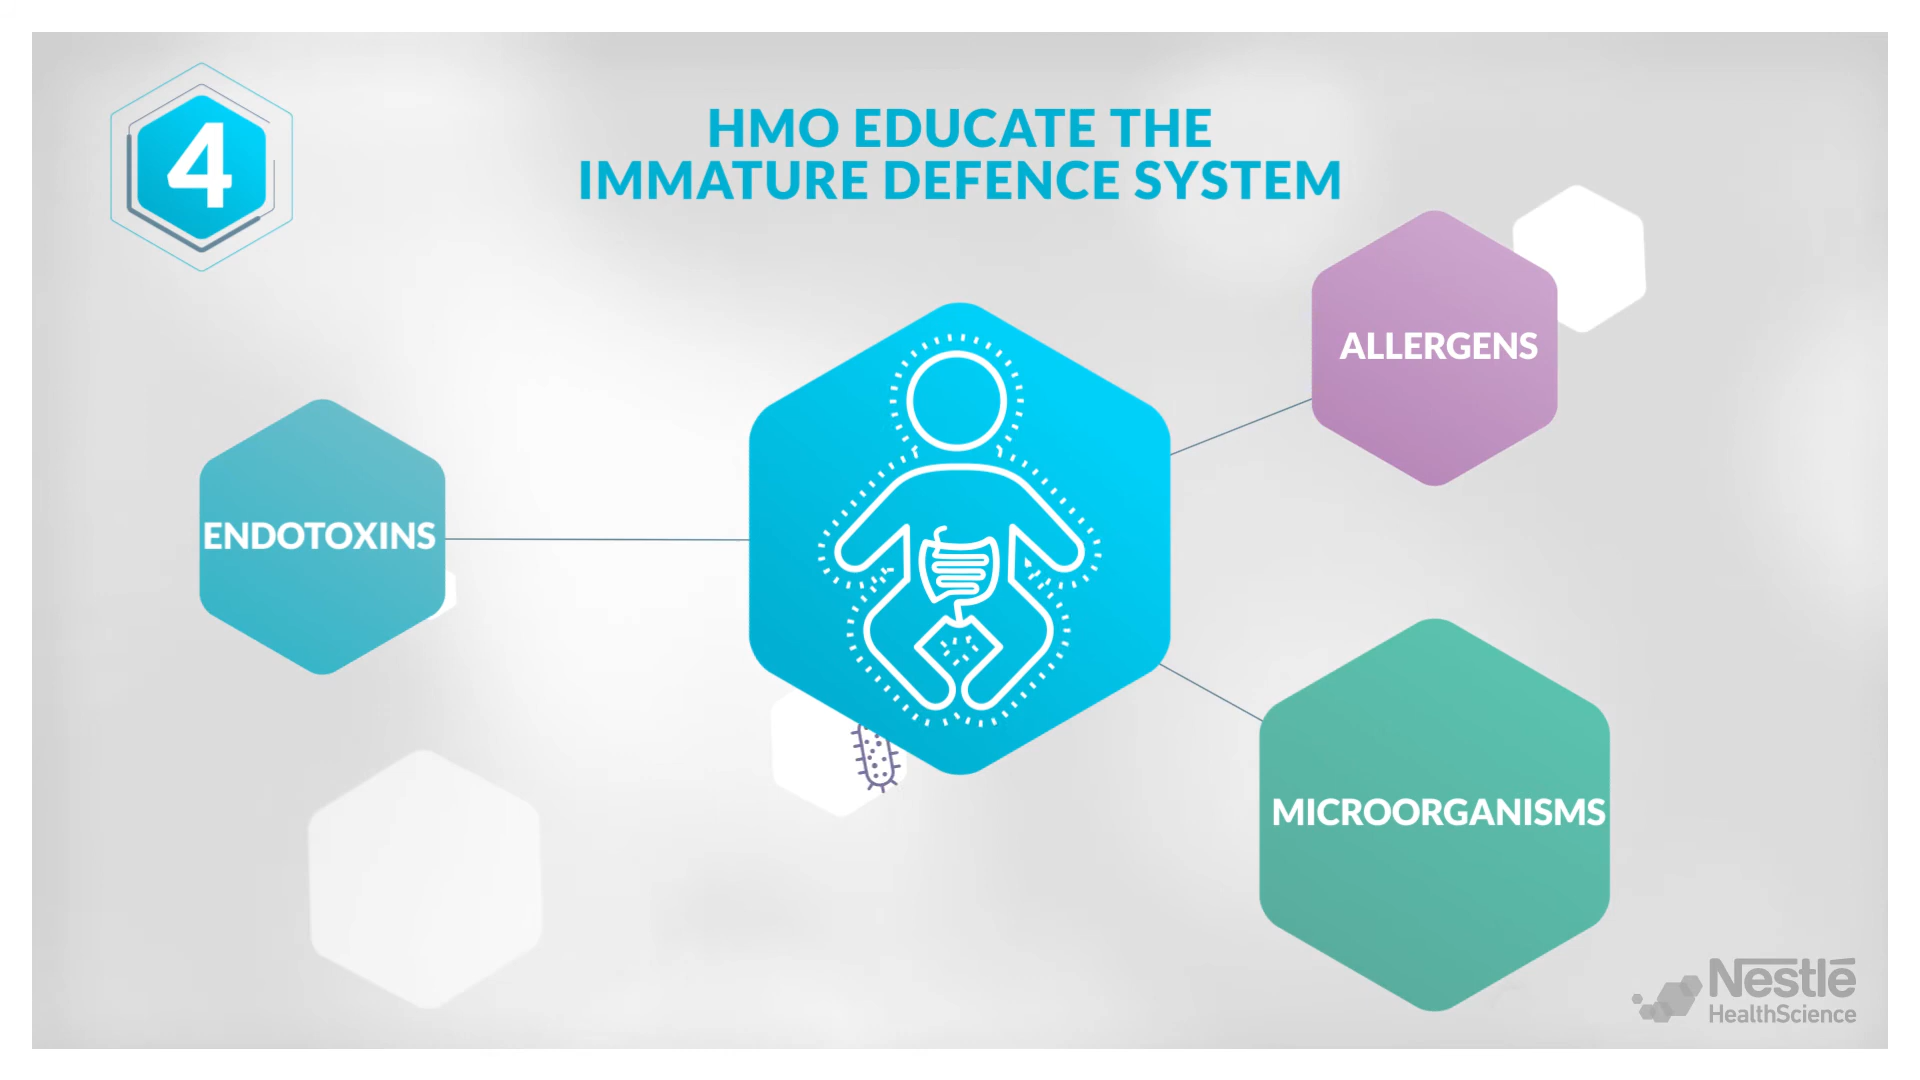 4
HMO EDUCATE THE
IMMATURE DEFENCE SYSTEM
ALLERGENS
ENDOTOXINS
MICROORGANISMS
Nestlé
HealthScience